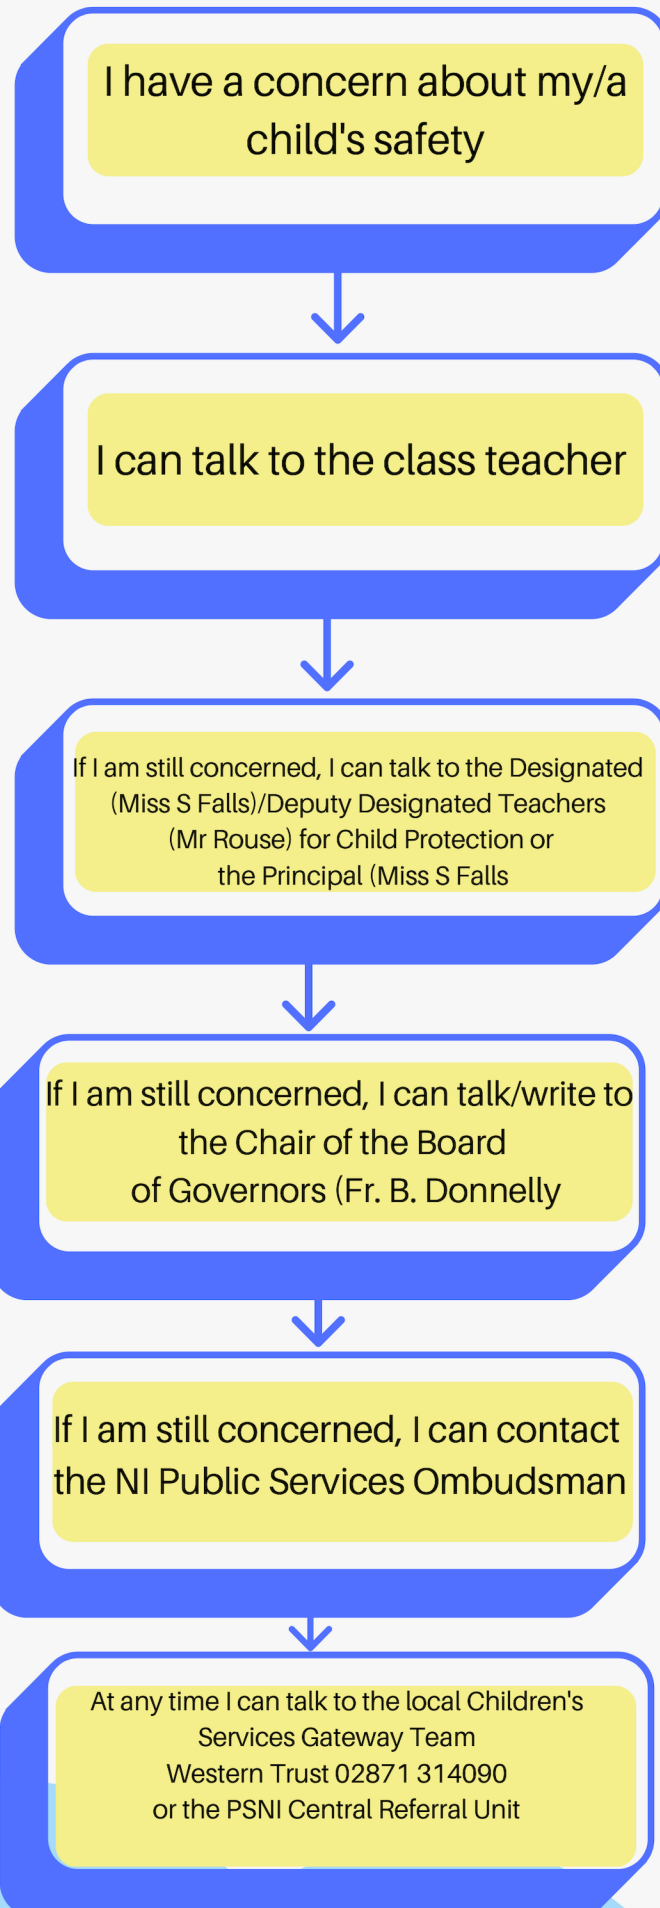 I have a concern about my/a
child's safety
I can talk to the class teacher
If I am still concerned, I can talk to the Designated
(Miss S Falls)/Deputy Designated Teachers
(Mr Rouse) for Child Protection or
the Principal (Miss S Falls
If I am still concerned, I can talk/write to
the Chair of the Board
of Governors (Fr. B. Donnelly
If I am still concerned, I can contact
the NI Public Services Ombudsman
At any time I can talk to the local Children's
Services Gateway Team
Western Trust 02871 314090
or the PSNI Central Referral Unit